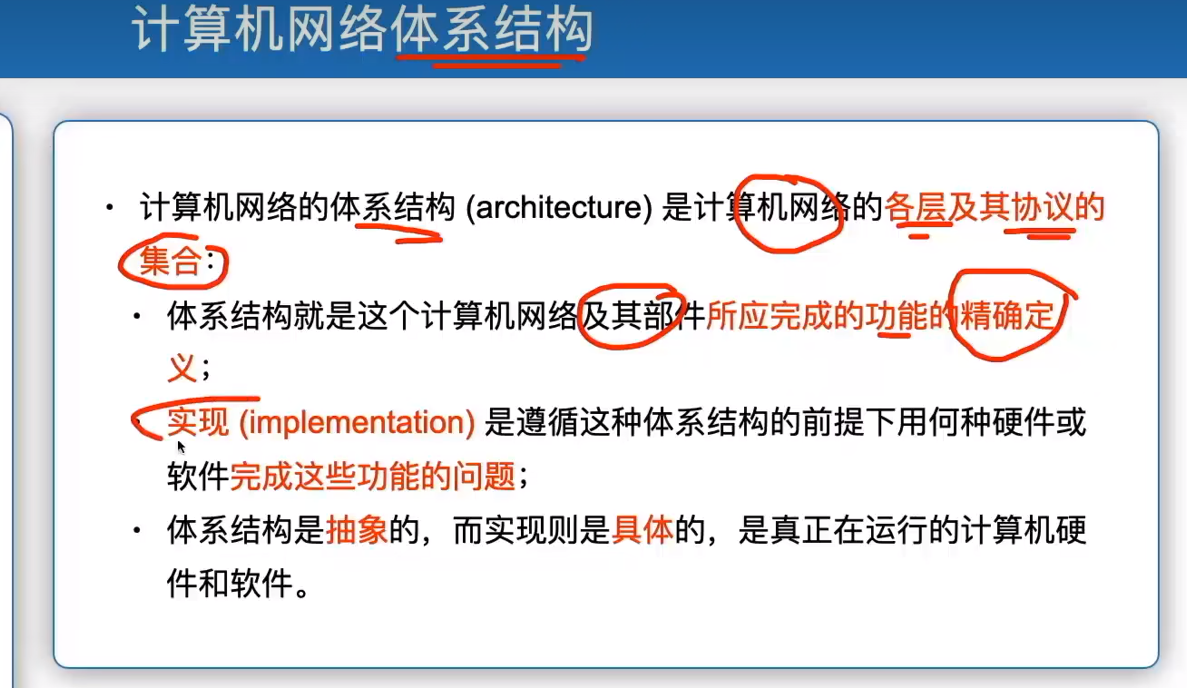 计算机网络体系结构
• 计算机网络的体系结构 (architecture) 是计算机网络的各层及其协议的
集合：
• 体系结构就是这个计算机网络及其部件所应完成的功能的精确定
义；
• 实现 (implementation) 是遵循这种体系结构的前提下用何种硬件或
软件完成这些功能的问题；
• 体系结构是抽象的，而实现则是具体的，是真正在运行的计算机硬
件和软件。